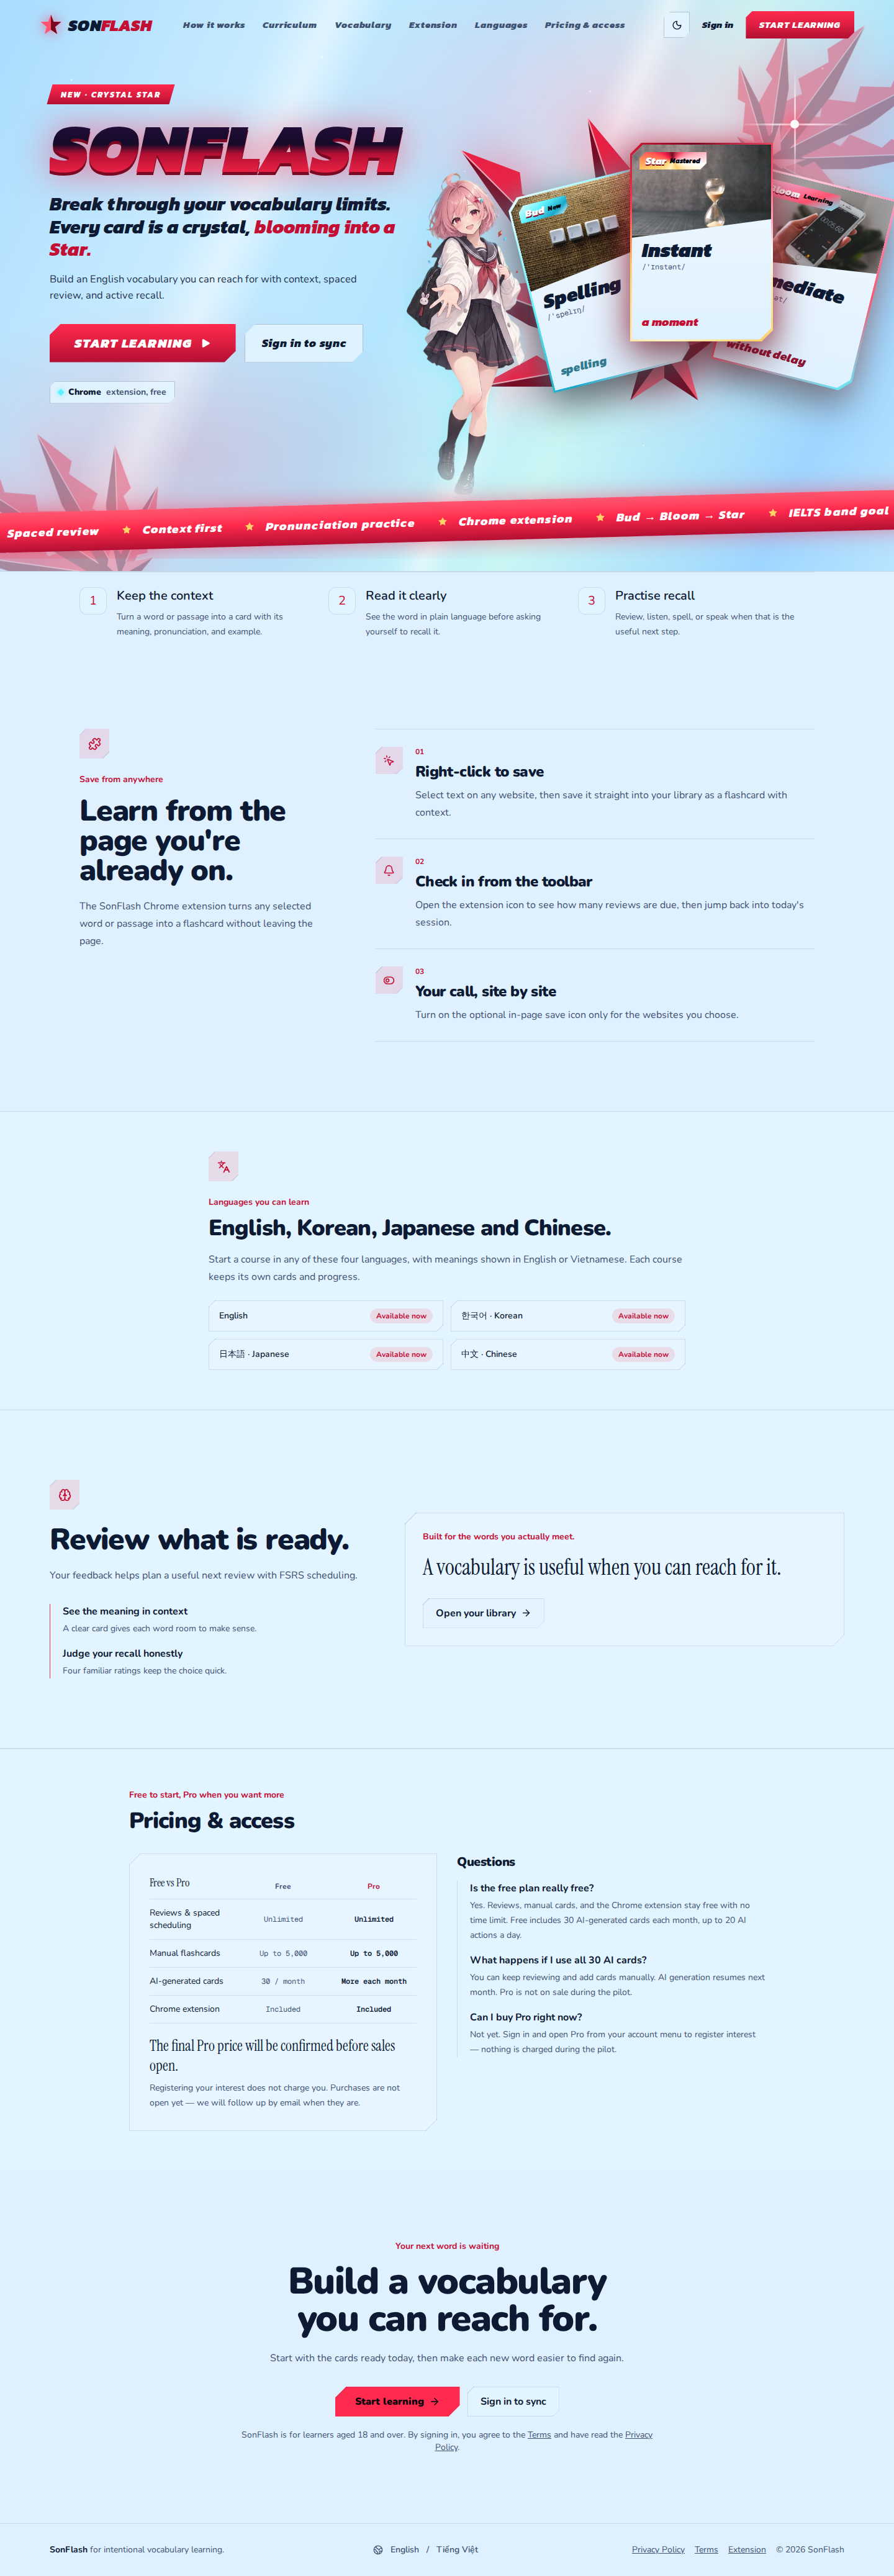 SONFLASH
How it works
Curriculum
Vocabulary
Extension
Languages
Pricing & access
Sign in
START LEARNING
NEW · CRYSTAL STAR
SONFLASH
Break through your vocabulary limits.
Every card is a crystal, blooming into a
Star.
Build an English vocabulary you can reach for with context, spaced
review, and active recall.
START LEARNING
Sign in to sync
Chrome extension, free
Bud New
Spelling
spelling
Star Mastered
Instant
/ˈɪnstənt/
a moment
Learning
00:05.62
without delay
Spaced review
Context first
Pronunciation practice
Chrome extension
Bud → Bloom → Star
IELTS band goal
1
Keep the context
Turn a word or passage into a card with its
meaning, pronunciation, and example.
2
Read it clearly
See the word in plain language before asking
yourself to recall it.
3
Practise recall
Review, listen, spell, or speak when that is the
useful next step.
Save from anywhere
Learn from the
page you're
already on.
The SonFlash Chrome extension turns any selected
word or passage into a flashcard without leaving the
page.
01
Right-click to save
Select text on any website, then save it straight into your library as a flashcard with
context.
02
Check in from the toolbar
Open the extension icon to see how many reviews are due, then jump back into today's
session.
03
Your call, site by site
Turn on the optional in-page save icon only for the websites you choose.
Languages you can learn
English, Korean, Japanese and Chinese.
Start a course in any of these four languages, with meanings shown in English or Vietnamese. Each course
keeps its own cards and progress.
English
Available now
한국어 · Korean
Available now
日本語 · Japanese
Available now
中文 · Chinese
Available now
Review what is ready.
Your feedback helps plan a useful next review with FSRS scheduling.
See the meaning in context
A clear card gives each word room to make sense.
Judge your recall honestly
Four familiar ratings keep the choice quick.
Built for the words you actually meet.
A vocabulary is useful when you can reach for it.
Open your library →
Free to start, Pro when you want more
Pricing & access
Free vs Pro
Free
Pro
Reviews & spaced
scheduling
Unlimited
Unlimited
Manual flashcards
Up to 5,000
Up to 5,000
AI-generated cards
30 / month
More each month
Chrome extension
Included
Included
The final Pro price will be confirmed before sales
open.
Registering your interest does not charge you. Purchases are not
open yet — we will follow up by email when they are.
Questions
Is the free plan really free?
Yes. Reviews, manual cards, and the Chrome extension stay free with no
time limit. Free includes 30 AI-generated cards each month, up to 20 AI
actions a day.
What happens if I use all 30 AI cards?
You can keep reviewing and add cards manually. AI generation resumes next
month. Pro is not on sale during the pilot.
Can I buy Pro right now?
Not yet. Sign in and open Pro from your account menu to register interest
— nothing is charged during the pilot.
Your next word is waiting
Build a vocabulary
you can reach for.
Start with the cards ready today, then make each new word easier to find again.
Start learning →
Sign in to sync
SonFlash is for learners aged 18 and over. By signing in, you agree to the Terms and have read the Privacy
Policy.
SonFlash for intentional vocabulary learning.
English / Tiếng Việt
Privacy Policy
Terms
Extension
© 2026 SonFlash